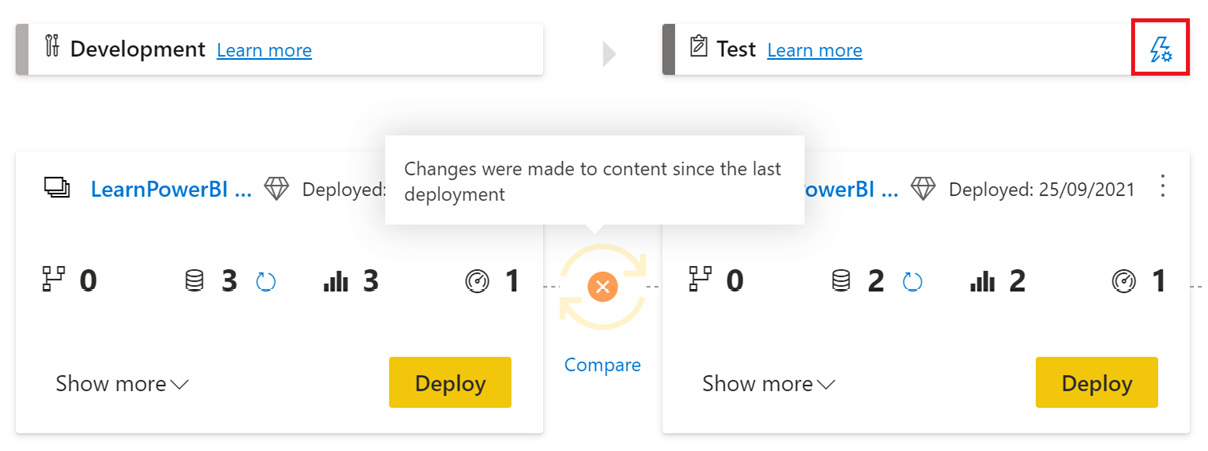 Development Learn more
Test Learn more
Changes were made to content since the last
deployment
LearnPowerBI ... Deployed:
owerBI ... Deployed: 25/09/2021
0 3 3 1
0 2 2 1
Compare
Show more Deploy
Show more Deploy